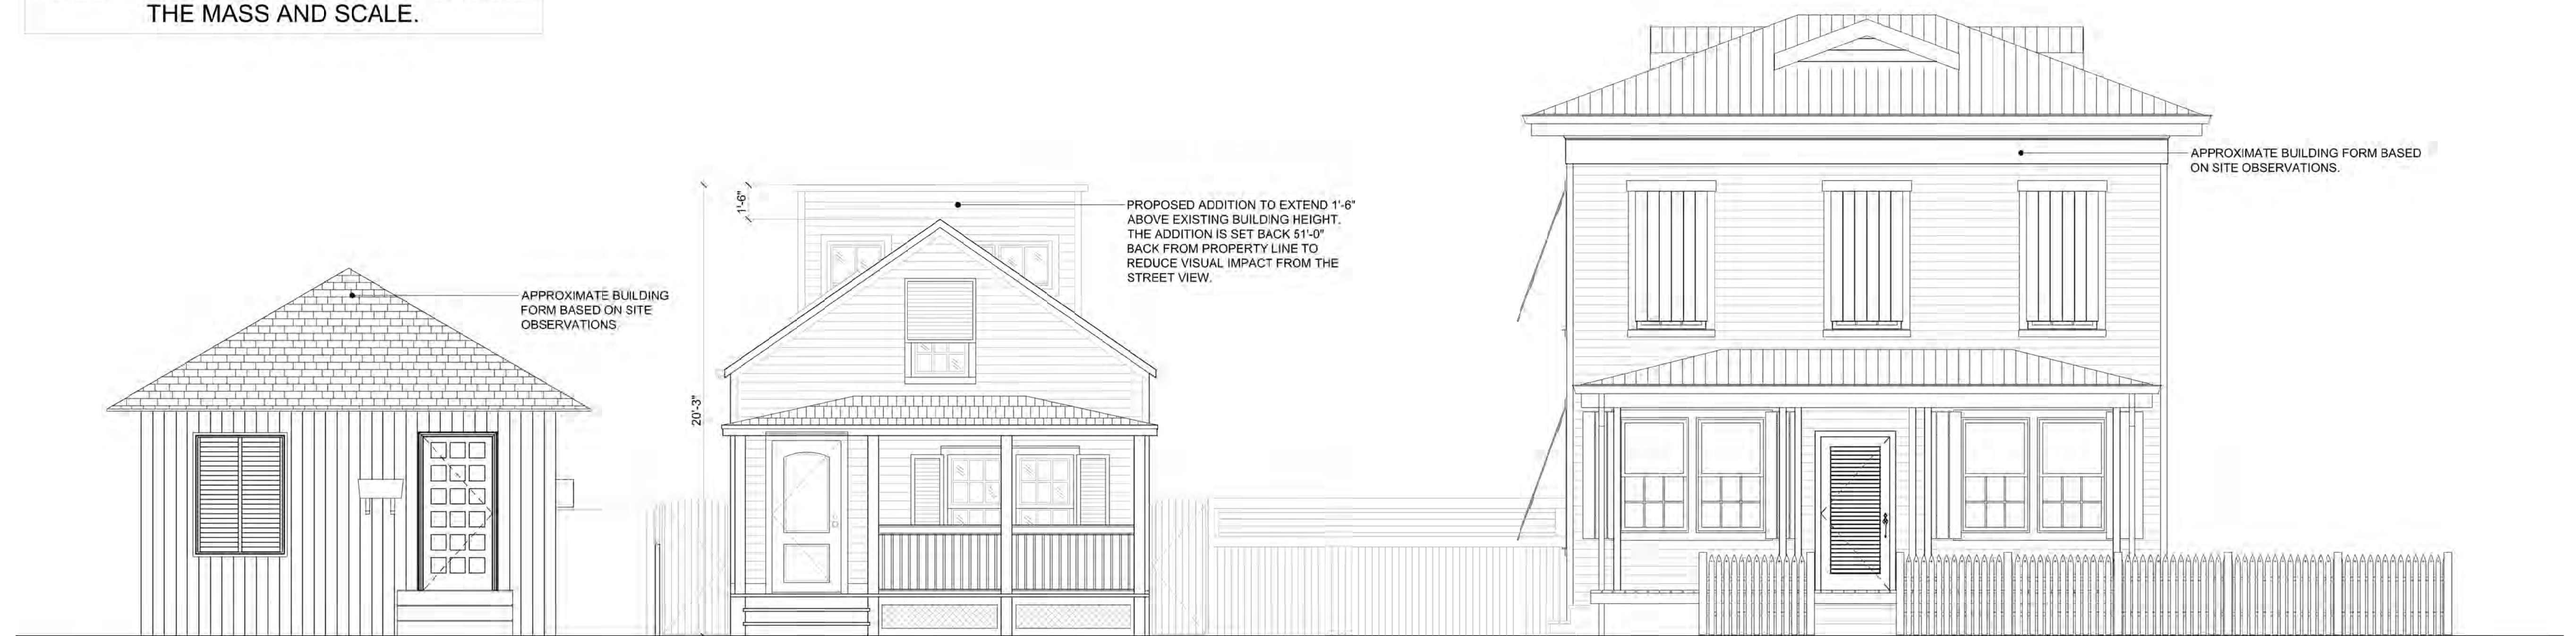 THE MASS AND SCALE.
APPROXIMATE BUILDING FORM BASED
ON SITE OBSERVATIONS.
1'-6"
PROPOSED ADDITION TO EXTEND 1'-6"
ABOVE EXISTING BUILDING HEIGHT.
THE ADDITION IS SET BACK 51'-0"
BACK FROM PROPERTY LINE TO
REDUCE VISUAL IMPACT FROM THE
STREET VIEW.
APPROXIMATE BUILDING
FORM BASED ON SITE
OBSERVATIONS
20'-3"